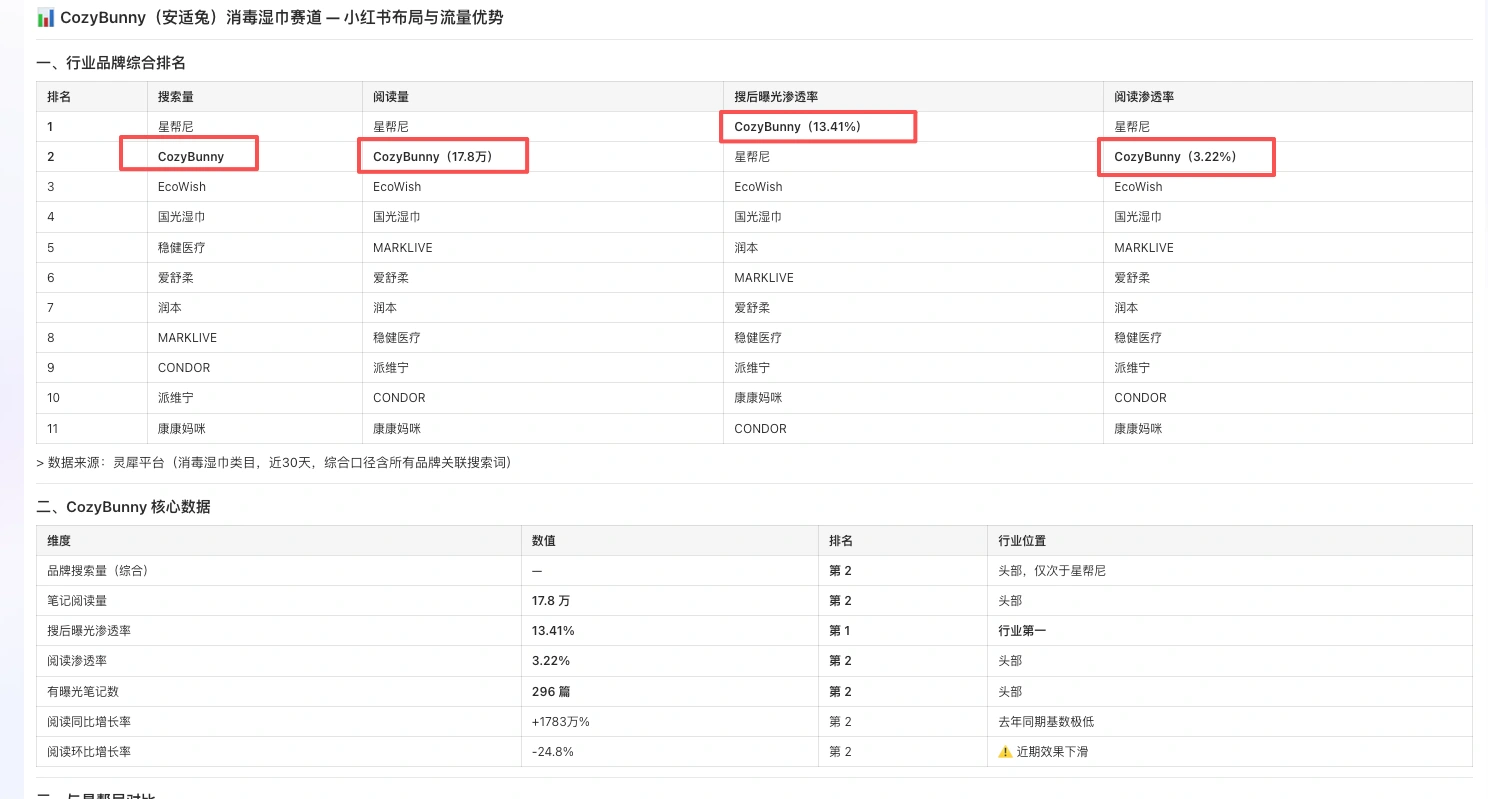 📊 CozyBunny（安适兔）消毒湿巾赛道 — 小红书布局与流量优势
一、行业品牌综合排名
排名 搜索量 阅读量 搜后曝光渗透率 阅读渗透率
1 星帮尼 星帮尼 CozyBunny（13.41%） 星帮尼
2 CozyBunny CozyBunny（17.8万） 星帮尼 CozyBunny（3.22%）
3 EcoWish EcoWish EcoWish EcoWish
4 国光湿巾 国光湿巾 国光湿巾 国光湿巾
5 稳健医疗 MARKLIVE 润本 MARKLIVE
6 爱舒柔 爱舒柔 MARKLIVE 爱舒柔
7 润本 润本 爱舒柔 润本
8 MARKLIVE 稳健医疗 稳健医疗 稳健医疗
9 CONDOR 派维宁 派维宁 派维宁
10 派维宁 CONDOR 康康妈咪 CONDOR
11 康康妈咪 康康妈咪 CONDOR 康康妈咪
> 数据来源：灵犀平台（消毒湿巾类目，近30天，综合口径含所有品牌关联搜索词）
二、CozyBunny 核心数据
维度 数值 排名 行业位置
品牌搜索量（综合） — 第 2 头部，仅次于星帮尼
笔记阅读量 17.8 万 第 2 头部
搜后曝光渗透率 13.41% 第 1 行业第一
阅读渗透率 3.22% 第 2 头部
有曝光笔记数 296 篇 第 2 头部
阅读同比增长率 +1783万% 第 2 去年同期基数极低
阅读环比增长率 -24.8% 第 2 ⚠️ 近期效果下滑